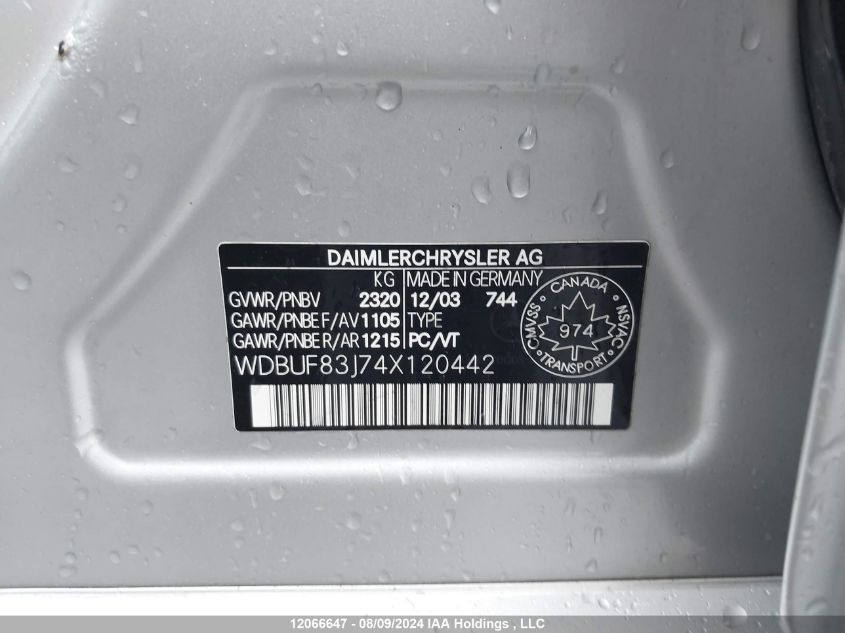 DAIMLERCHRYSLER AG
KG MADE IN GERMANY
GVWR/PNBV 2320 12/03 744
GAWR/PNBE F/AV 1105 TYPE
GAWR/PNBE R/AR 1215 PC/VT
WDBUF83J74X120442
CANADA
CMVSS 974 NSVAC
TRANSPORT
12066647 - 08/09/2024 IAA Holdings, LLC